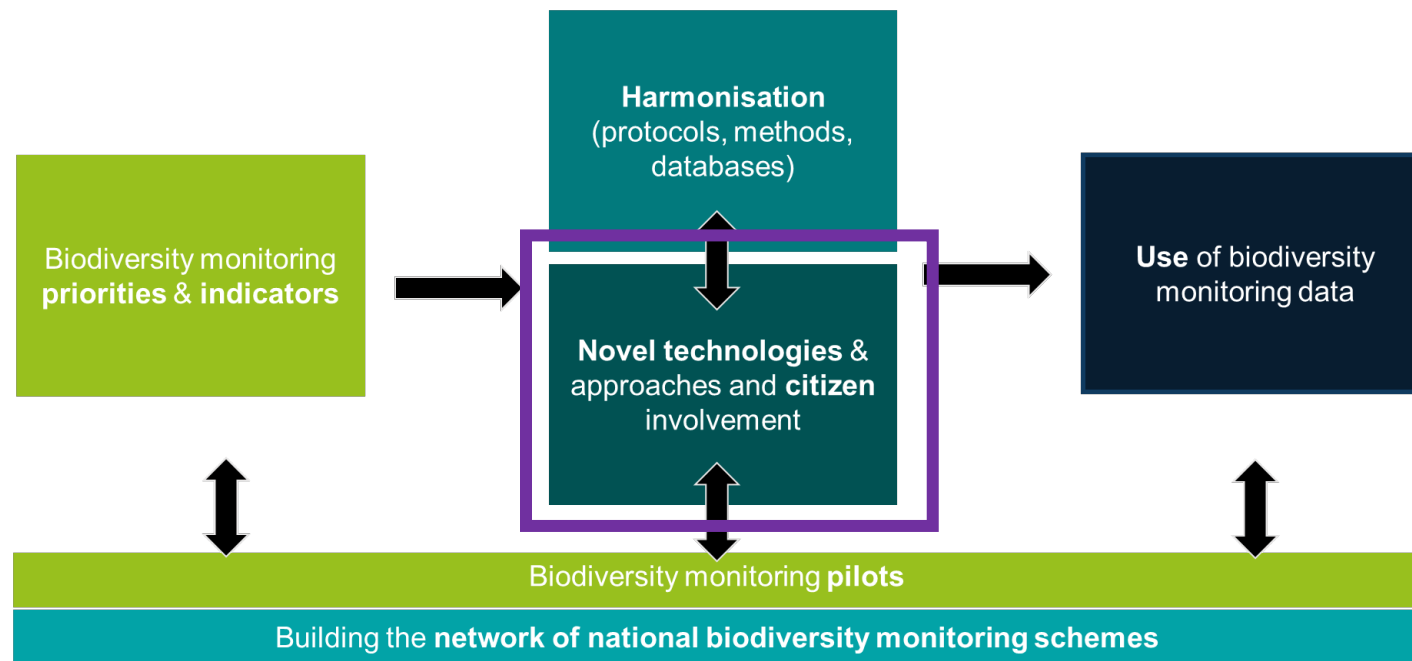 Harmonisation
(protocols, methods,
databases)
Biodiversity monitoring
priorities & indicators
Novel technologies &
approaches and citizen
involvement
Use of biodiversity
monitoring data
Biodiversity monitoring pilots
Building the network of national biodiversity monitoring schemes